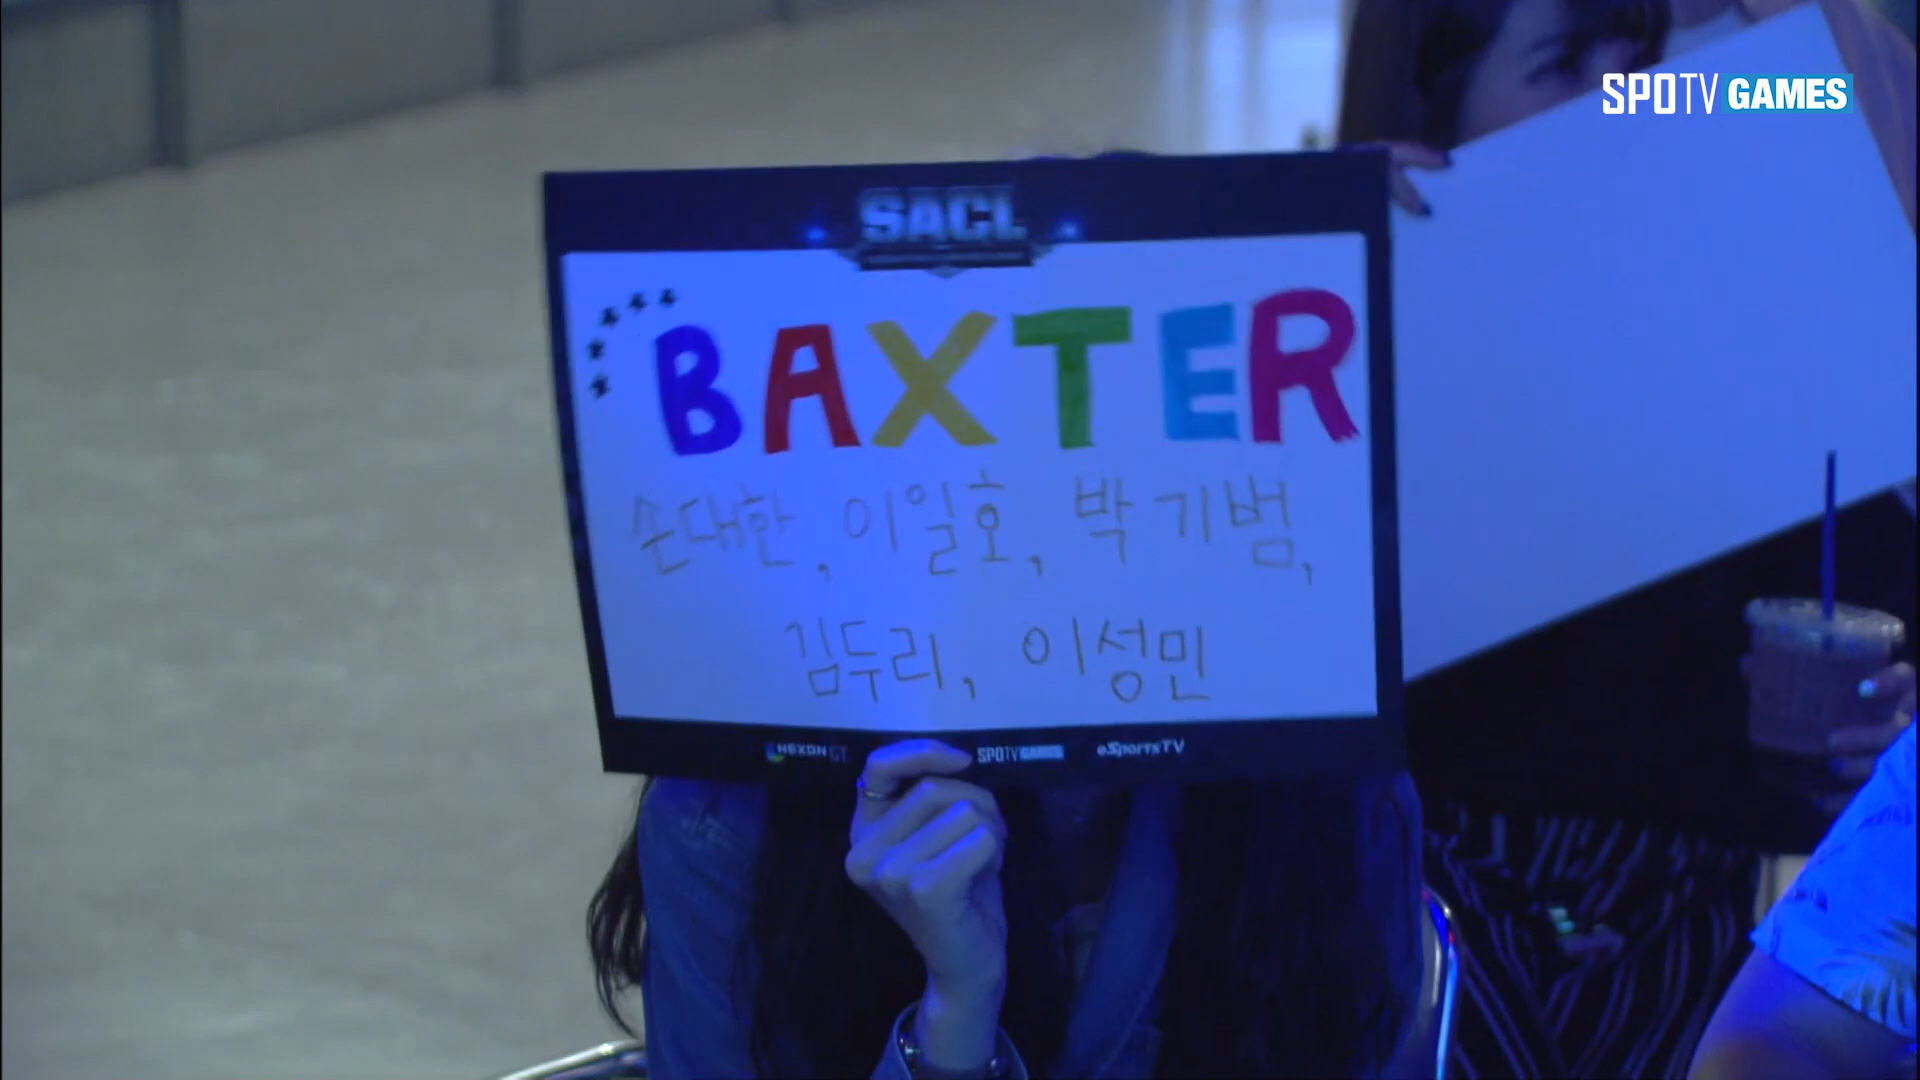 SPOTV GAMES
SACL
BAXTER
손대한, 이일호, 박기범,
김두리, 이성민
NEXON GT SPOTV GAMES eSportsTV